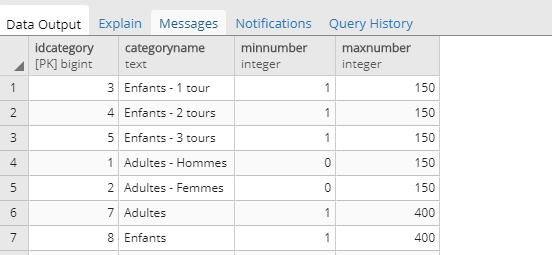 Data Output Explain Messages Notifications Query History
idcategory categoryname minnumber maxnumber
[PK] bigint text integer integer
1 3 Enfants - 1 tour 1 150
2 4 Enfants - 2 tours 1 150
3 5 Enfants - 3 tours 1 150
4 1 Adultes - Hommes 0 150
5 2 Adultes - Femmes 0 150
6 7 Adultes 1 400
7 8 Enfants 1 400